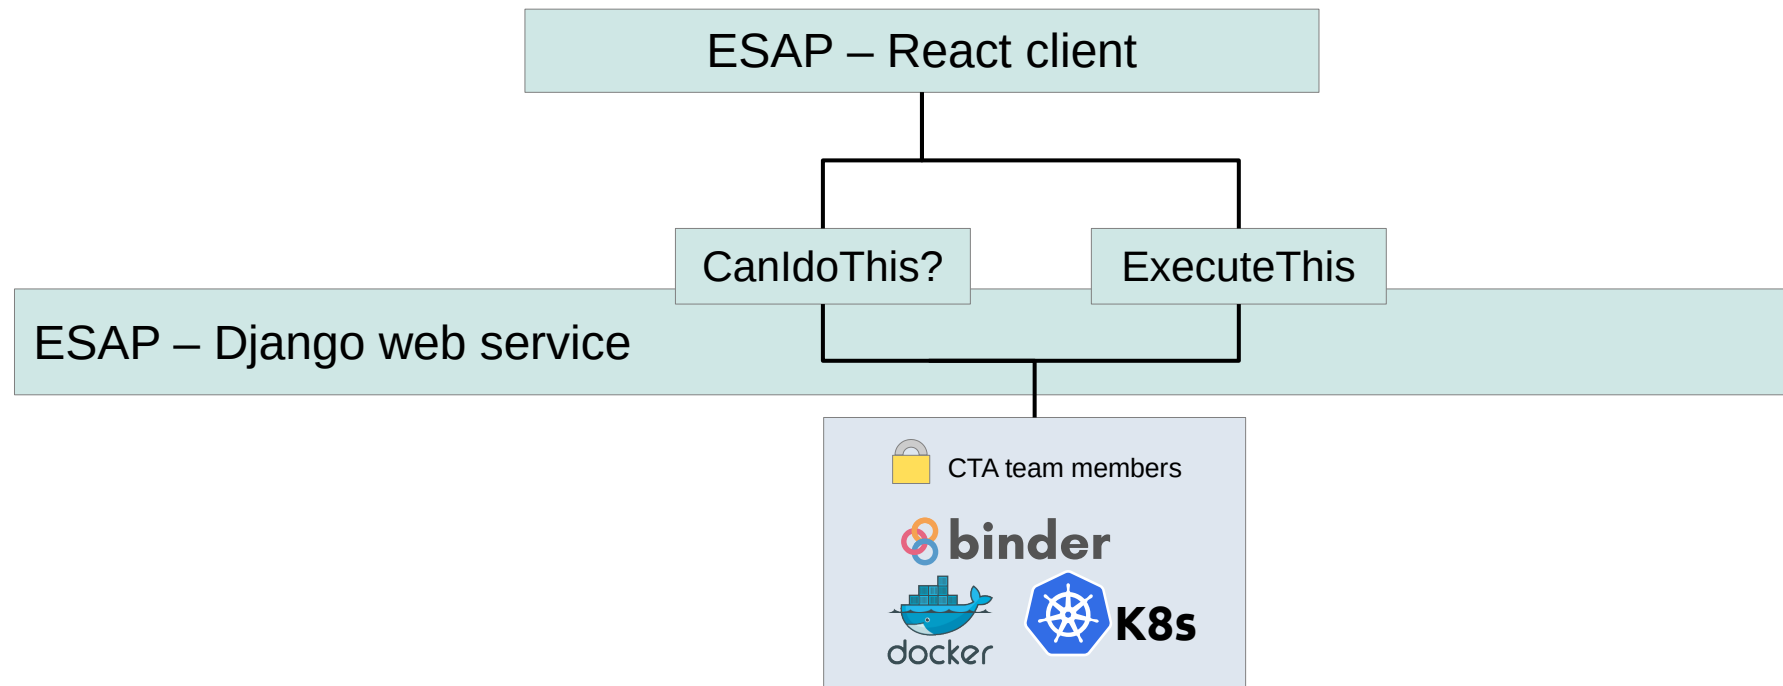 ESAP – React client
CanIdoThis?
ExecuteThis
ESAP – Django web service
CTA team members
binder
docker
K8s